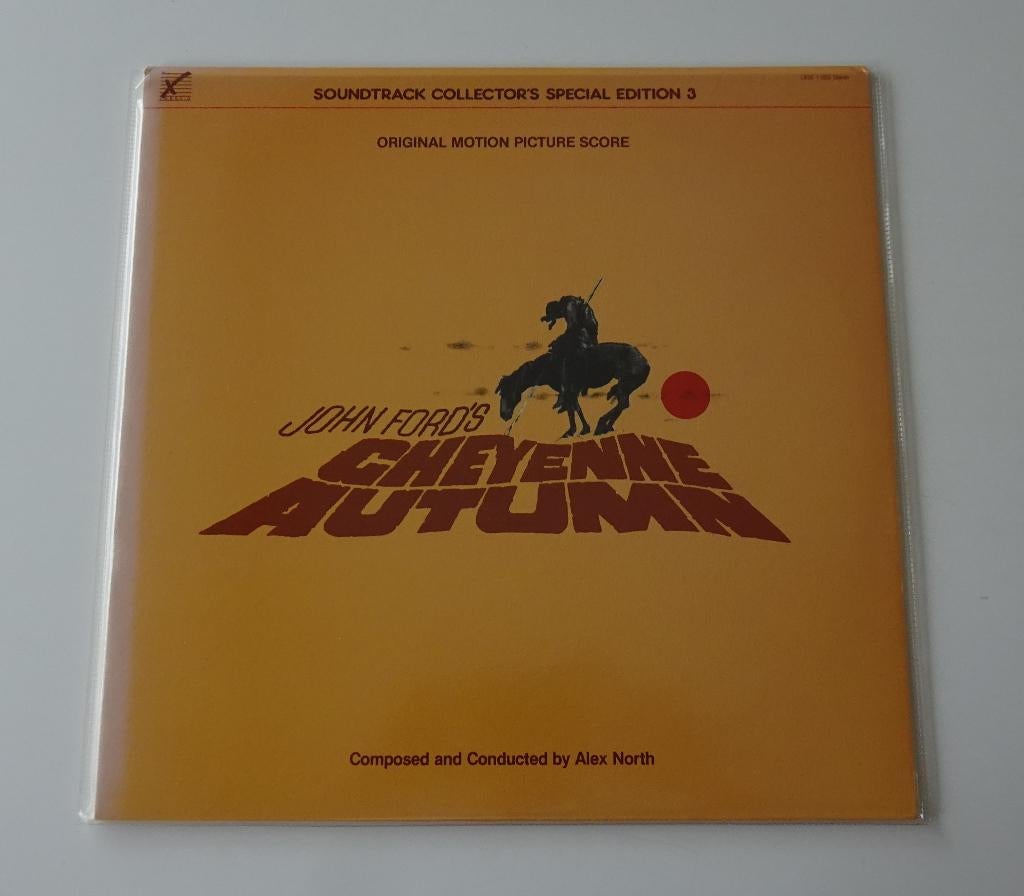 SOUNDTRACK COLLECTOR'S SPECIAL EDITION 3
ORIGINAL MOTION PICTURE SCORE
JOHN FORD'S
CHEYENNE
AUTUMN
Composed and Conducted by Alex North